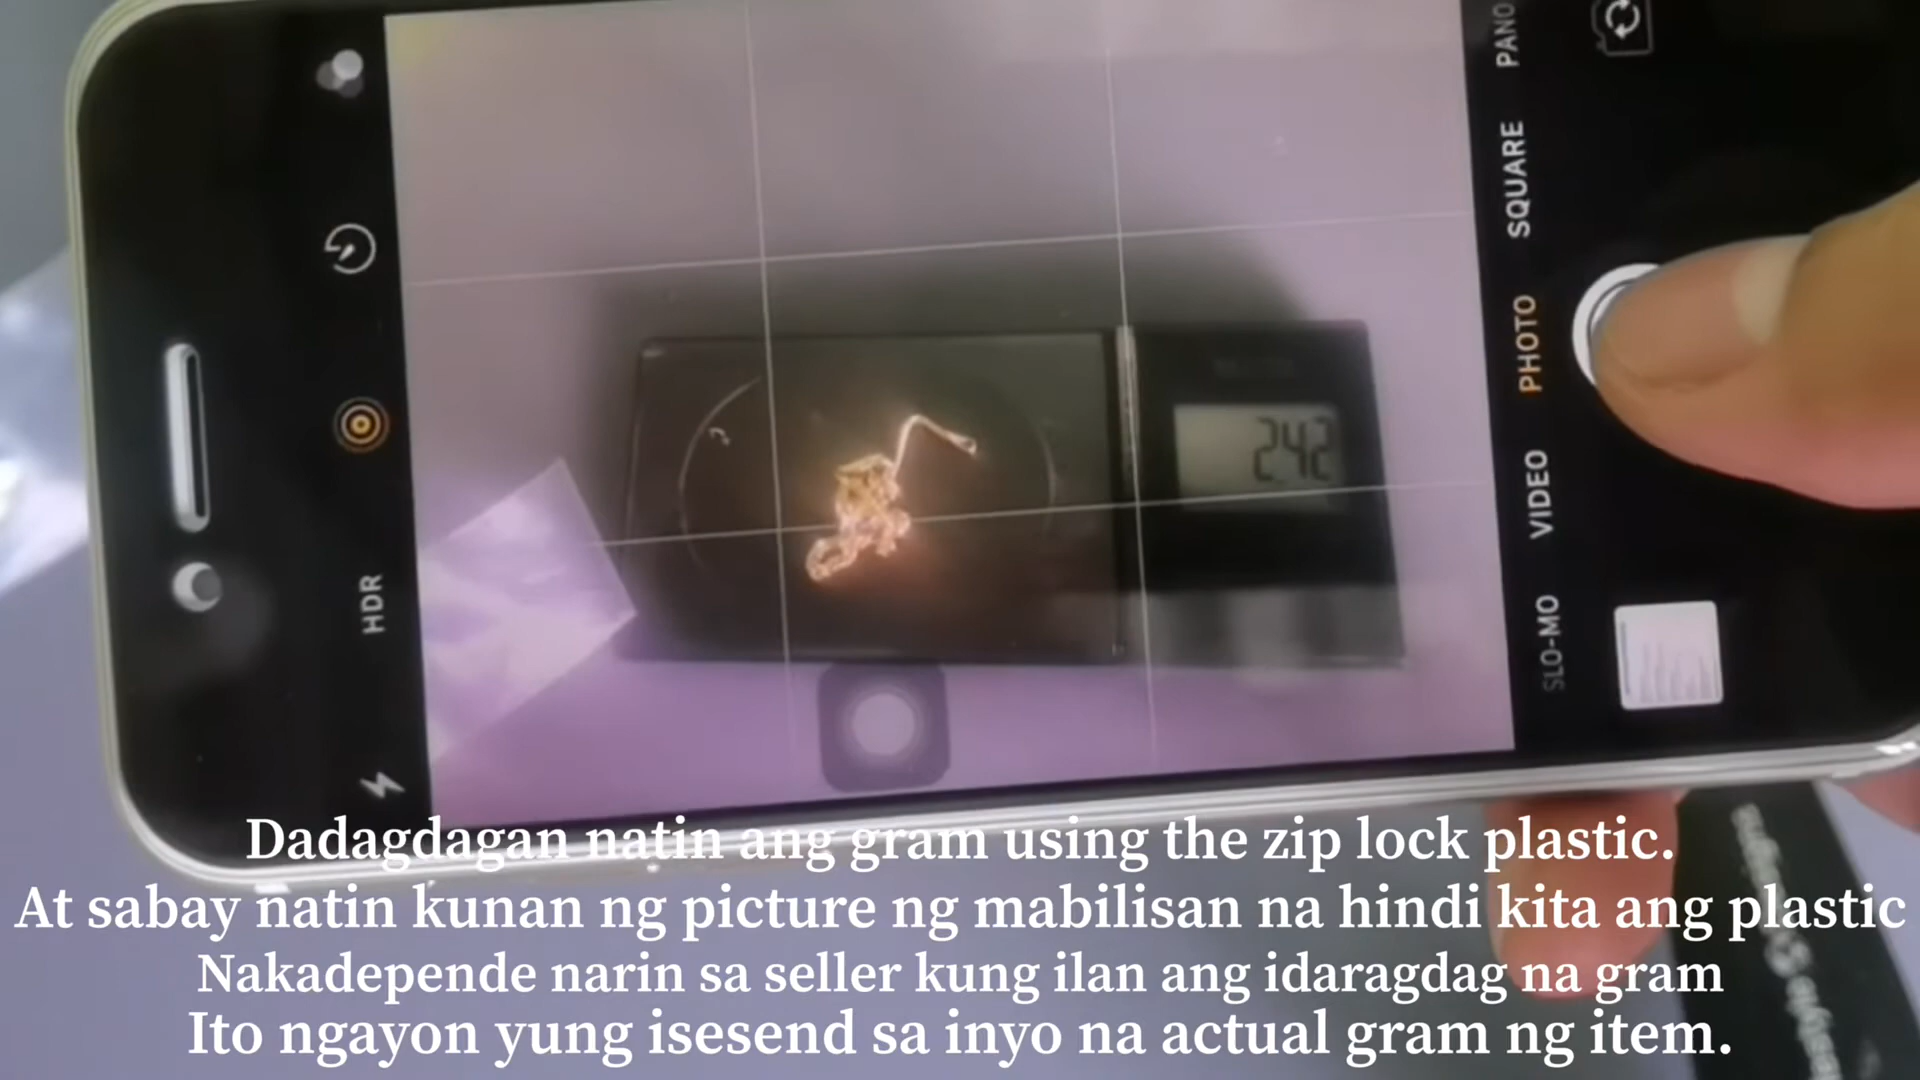 PANO
SQUARE
PHOTO
VIDEO
SLO-MO
HDR
242
Dadagdagan natin ang gram using the zip lock plastic.
At sabay natin kunan ng picture ng mabilisan na hindi kita ang plastic
Nakadepende narin sa seller kung ilan ang idaragdag na gram
Ito ngayon yung isesend sa inyo na actual gram ng item.